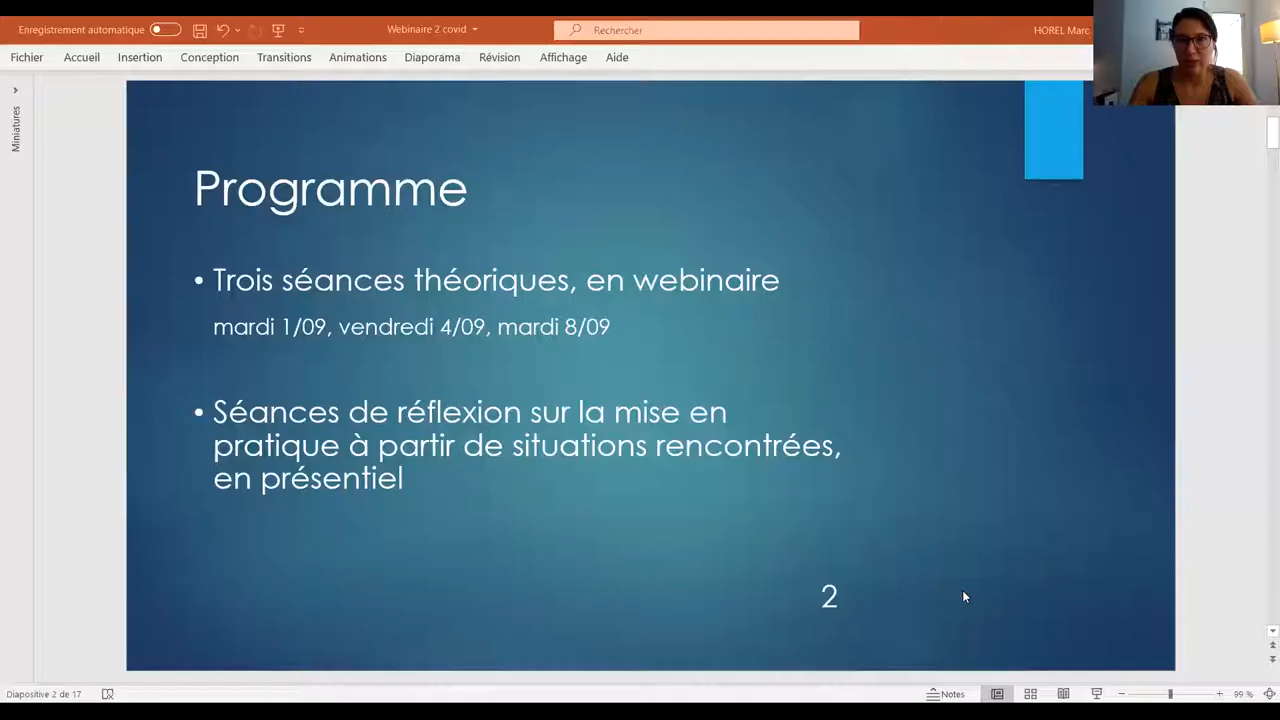 Enregistrement automatique
Webinaire 2 covid
Rechercher
HOREL Marc
Fichier Accueil Insertion Conception Transitions Animations Diaporama Révision Affichage Aide
Miniatures
Programme
• Trois séances théoriques, en webinaire
mardi 1/09, vendredi 4/09, mardi 8/09
• Séances de réflexion sur la mise en
pratique à partir de situations rencontrées,
en présentiel
2
Diapositive 2 de 17
Notes
99 %